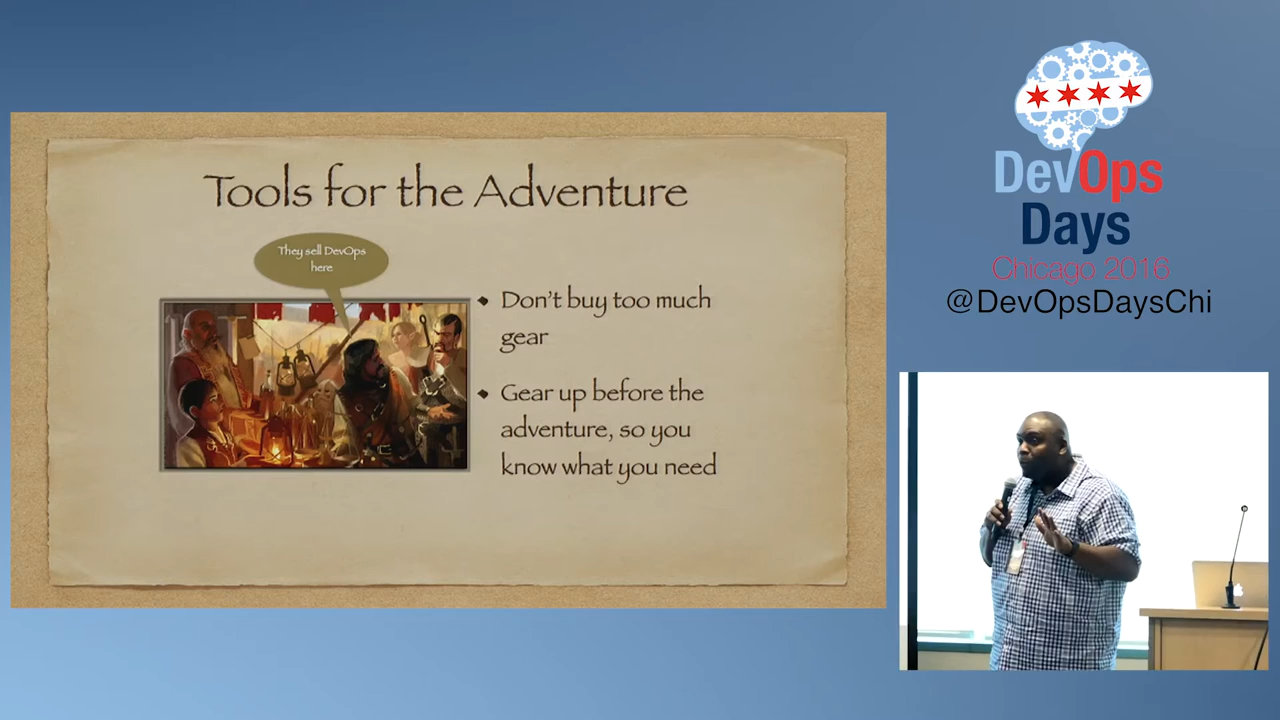 Tools for the Adventure
They sell DevOps
here
Don't buy too much
gear
Gear up before the
adventure, so you
know what you need
DevOps
Days
Chicago 2016
@DevOpsDaysChi